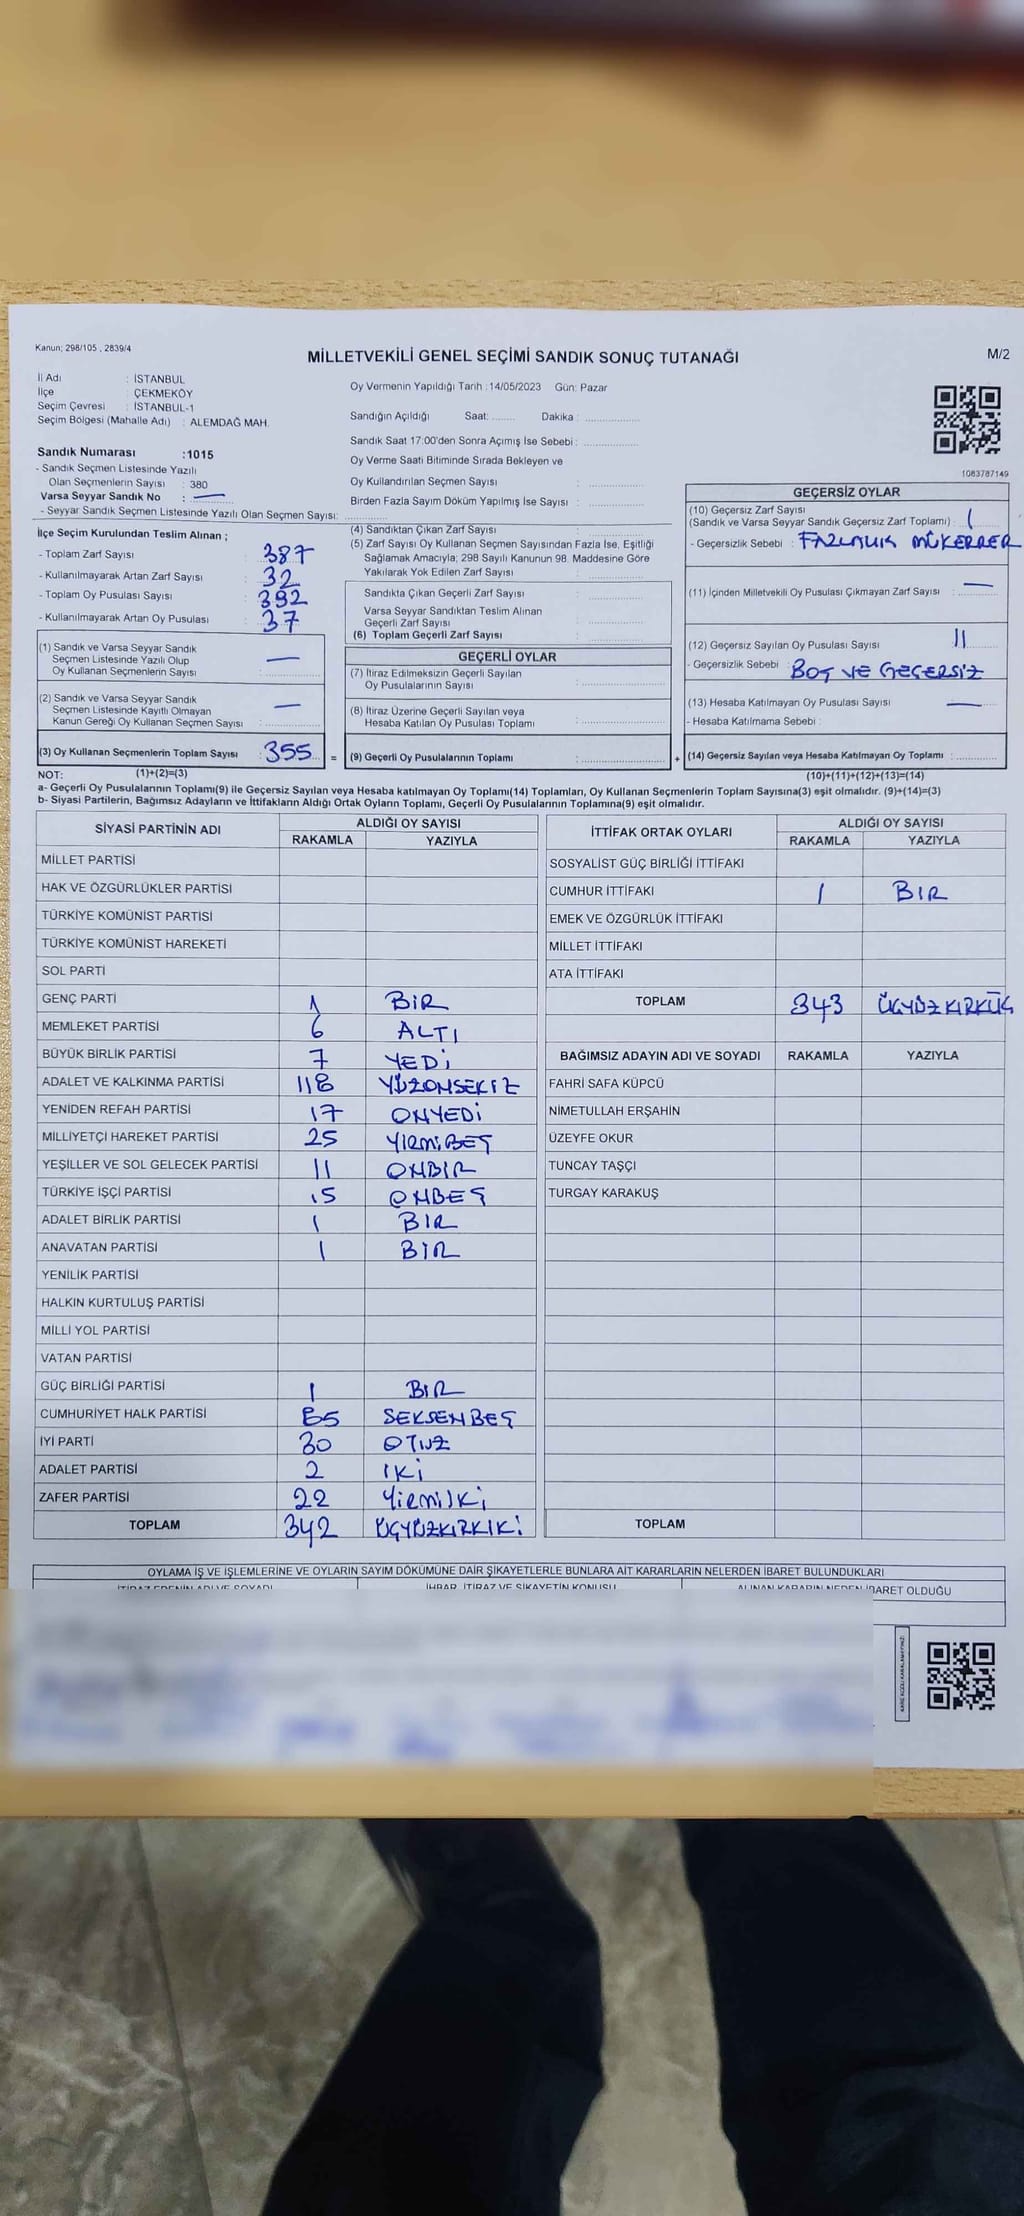 Kanun; 298/105 , 2839/4
MİLLETVEKİLİ GENEL SEÇİMİ SANDIK SONUÇ TUTANAĞI
M/2
İl Adı : İSTANBUL
İlçe : ÇEKMEKÖY
Seçim Çevresi : İSTANBUL-1
Seçim Bölgesi (Mahalle Adı) : ALEMDAĞ MAH.
Oy Vermenin Yapıldığı Tarih : 14/05/2023 Gün: Pazar
Sandığın Açıldığı Saat: ........ Dakika : ................
Sandık Saat 17:00'den Sonra Açımış İse Sebebi : ................
Oy Verme Saati Bitiminde Sırada Bekleyen ve
Oy Kullandırılan Seçmen Sayısı : ................
Birden Fazla Sayım Döküm Yapılmış İse Sayısı : ................
1083787149
Sandık Numarası :1015
- Sandık Seçmen Listesinde Yazılı
Olan Seçmenlerin Sayısı : 380
Varsa Seyyar Sandık No : —
- Seyyar Sandık Seçmen Listesinde Yazılı Olan Seçmen Sayısı: ................
İlçe Seçim Kurulundan Teslim Alınan ;
- Toplam Zarf Sayısı : 387
- Kullanılmayarak Artan Zarf Sayısı : 32
- Toplam Oy Pusulası Sayısı : 392
- Kullanılmayarak Artan Oy Pusulası : 37
(1) Sandık ve Varsa Seyyar Sandık
Seçmen Listesinde Yazılı Olup
Oy Kullanan Seçmenlerin Sayısı : —
(2) Sandık ve Varsa Seyyar Sandık
Seçmen Listesinde Kayıtlı Olmayan
Kanun Gereği Oy Kullanan Seçmen Sayısı : —
(3) Oy Kullanan Seçmenlerin Toplam Sayısı : 355 =
(4) Sandıktan Çıkan Zarf Sayısı : ................
(5) Zarf Sayısı Oy Kullanan Seçmen Sayısından Fazla İse, Eşitliği
Sağlamak Amacıyla; 298 Sayılı Kanunun 98. Maddesine Göre
Yakılarak Yok Edilen Zarf Sayısı : ................
Sandıkta Çıkan Geçerli Zarf Sayısı : ................
Varsa Seyyar Sandıktan Teslim Alınan
Geçerli Zarf Sayısı : ................
(6) Toplam Geçerli Zarf Sayısı : ................
GEÇERLİ OYLAR
(7) İtiraz Edilmeksizin Geçerli Sayılan
Oy Pusulalarının Sayısı : ................
(8) İtiraz Üzerine Geçerli Sayılan veya
Hesaba Katılan Oy Pusulası Toplamı : ................
(9) Geçerli Oy Pusulalarının Toplamı : ................ +
GEÇERSİZ OYLAR
(10) Geçersiz Zarf Sayısı
(Sandık ve Varsa Seyyar Sandık Geçersiz Zarf Toplamı) : 1
- Geçersizlik Sebebi : FAZLALIK MÜKERRER
(11) İçinden Milletvekili Oy Pusulası Çıkmayan Zarf Sayısı : —
(12) Geçersiz Sayılan Oy Pusulası Sayısı : 11
- Geçersizlik Sebebi : BOŞ VE GEÇERSİZ
(13) Hesaba Katılmayan Oy Pusulası Sayısı : —
- Hesaba Katılmama Sebebi :
(14) Geçersiz Sayılan veya Hesaba Katılmayan Oy Toplamı : ................
NOT: (1)+(2)=(3)
(10)+(11)+(12)+(13)=(14)
a- Geçerli Oy Pusulalarının Toplamı(9) ile Geçersiz Sayılan veya Hesaba katılmayan Oy Toplamı(14) Toplamları, Oy Kullanan Seçmenlerin Toplam Sayısına(3) eşit olmalıdır. (9)+(14)=(3)
b- Siyasi Partilerin, Bağımsız Adayların ve İttifakların Aldığı Ortak Oyların Toplamı, Geçerli Oy Pusulalarının Toplamına(9) eşit olmalıdır.
SİYASİ PARTİNİN ADI ALDIĞI OY SAYISI
RAKAMLA YAZIYLA
MİLLET PARTİSİ
HAK VE ÖZGÜRLÜKLER PARTİSİ
TÜRKİYE KOMÜNİST PARTİSİ
TÜRKİYE KOMÜNİST HAREKETİ
SOL PARTİ
GENÇ PARTİ 1 BİR
MEMLEKET PARTİSİ 6 ALTI
BÜYÜK BİRLİK PARTİSİ 7 YEDİ
ADALET VE KALKINMA PARTİSİ 118 YÜZONSEKİZ
YENİDEN REFAH PARTİSİ 17 ONYEDİ
MİLLİYETÇİ HAREKET PARTİSİ 25 YİRMİBEŞ
YEŞİLLER VE SOL GELECEK PARTİSİ 11 ONBİR
TÜRKİYE İŞÇİ PARTİSİ 15 ONBEŞ
ADALET BİRLİK PARTİSİ 1 BİR
ANAVATAN PARTİSİ 1 BİR
YENİLİK PARTİSİ
HALKIN KURTULUŞ PARTİSİ
MİLLİ YOL PARTİSİ
VATAN PARTİSİ
GÜÇ BİRLİĞİ PARTİSİ 1 BİR
CUMHURİYET HALK PARTİSİ 85 SEKSENBEŞ
İYİ PARTİ 30 OTUZ
ADALET PARTİSİ 2 İKİ
ZAFER PARTİSİ 22 YİRMİİKİ
TOPLAM 342 ÜÇYÜZKIRKİKİ
İTTİFAK ORTAK OYLARI ALDIĞI OY SAYISI
RAKAMLA YAZIYLA
SOSYALİST GÜÇ BİRLİĞİ İTTİFAKI
CUMHUR İTTİFAKI 1 BİR
EMEK VE ÖZGÜRLÜK İTTİFAKI
MİLLET İTTİFAKI
ATA İTTİFAKI
TOPLAM 343 ÜÇYÜZKIRKÜÇ
BAĞIMSIZ ADAYIN ADI VE SOYADI RAKAMLA YAZIYLA
FAHRİ SAFA KÜPCÜ
NİMETULLAH ERŞAHİN
ÜZEYFE OKUR
TUNCAY TAŞÇI
TURGAY KARAKUŞ
TOPLAM
OYLAMA İŞ VE İŞLEMLERİNE VE OYLARIN SAYIM DÖKÜMÜNE DAİR ŞİKAYETLERLE BUNLARA AİT KARARLARIN NELERDEN İBARET BULUNDUKLARI
İTİRAZ EDENİN ADI VE SOYADI İHBAR, İTİRAZ VE ŞİKAYETİN KONUSU ALINAN KARARIN NEDEN İBARET OLDUĞU